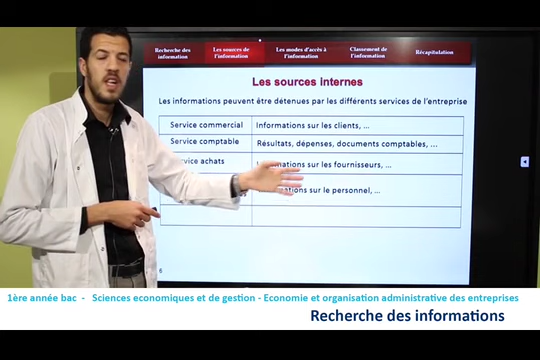 Recherche des information
Les sources de l'information
Les modes d'accès à l'information
Classement de l'information
Récapitulation
Les sources internes
Les informations peuvent être détenues par les différents services de l'entreprise
Service commercial Informations sur les clients, ...
Service comptable Résultats, dépenses, documents comptables, ...
ervice achats mations sur les fournisseurs, ...
ations sur le personnel, ...
6
1ère année bac - Sciences economiques et de gestion - Economie et organisation administrative des entreprises
Recherche des informations